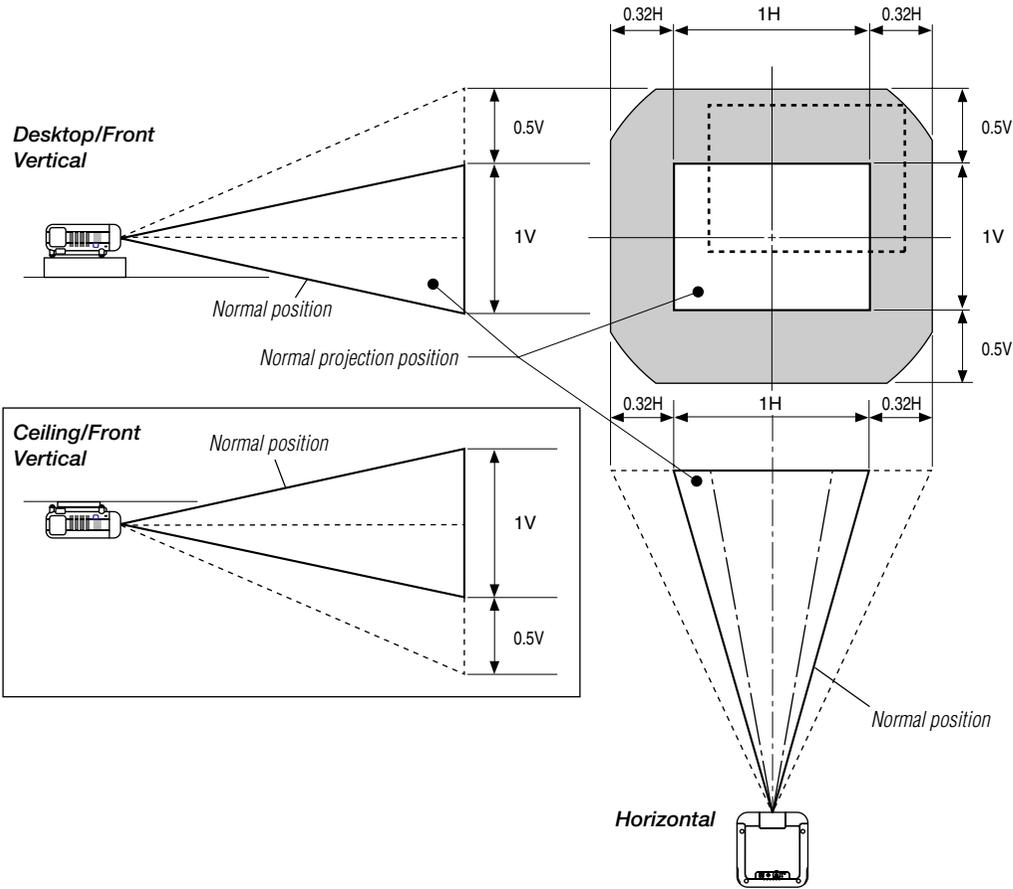 0.32H 1H 0.32H
Desktop/Front
Vertical
0.5V
0.5V
1V
1V
Normal position
Normal projection position
0.5V
0.32H 1H 0.32H
Ceiling/Front
Vertical
Normal position
1V
0.5V
Normal position
Horizontal